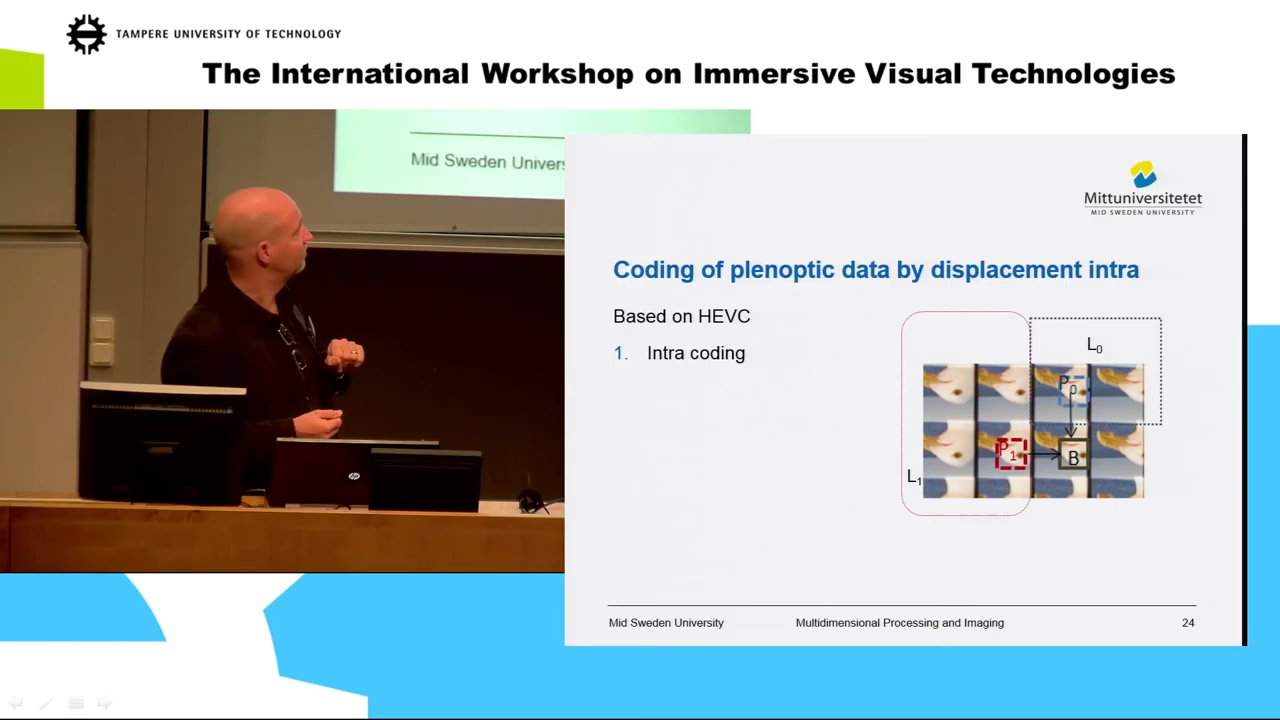 TAMPERE UNIVERSITY OF TECHNOLOGY
The International Workshop on Immersive Visual Technologies
Mid Sweden Univers
Mittuniversitetet
MID SWEDEN UNIVERSITY
Coding of plenoptic data by displacement intra
Based on HEVC
1. Intra coding
L0
P0
P1
B
L1
hp
Mid Sweden University
Multidimensional Processing and Imaging
24